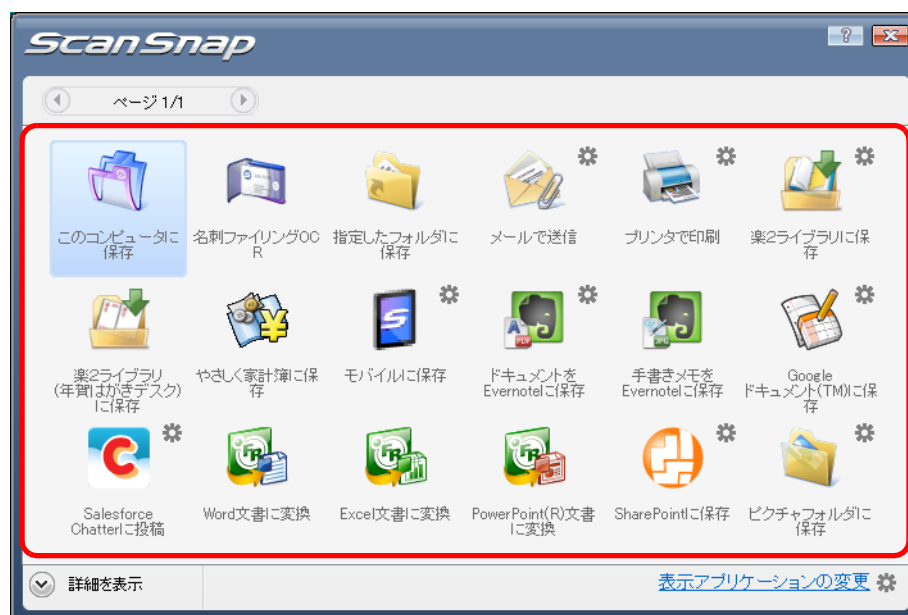 ScanSnap
ページ 1/1
このコンピュータに
保存
名刺ファイリングOC
R
指定したフォルダに
保存
メールで送信
プリンタで印刷
楽2ライブラリに保
存
楽2ライブラリ
(年賀はがきデスク)
に保存
やさしく家計簿に保
存
モバイルに保存
ドキュメントを
Evernoteに保存
手書きメモを
Evernoteに保存
Google
ドキュメント(TM)に保
存
Salesforce
Chatterに投稿
Word文書に変換
Excel文書に変換
PowerPoint(R)文書
に変換
SharePointに保存
ピクチャフォルダに
保存
詳細を表示
表示アプリケーションの変更